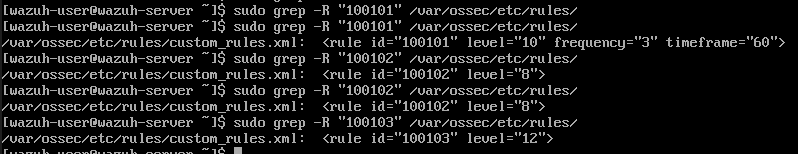 [wazuh-user@wazuh-server ~]$ sudo grep -R "100101" /var/ossec/etc/rules/
[wazuh-user@wazuh-server ~]$ sudo grep -R "100101" /var/ossec/etc/rules/
/var/ossec/etc/rules/custom_rules.xml:  <rule id="100101" level="10" frequency="3" timeframe="60">
[wazuh-user@wazuh-server ~]$ sudo grep -R "100102" /var/ossec/etc/rules/
/var/ossec/etc/rules/custom_rules.xml:  <rule id="100102" level="8">
[wazuh-user@wazuh-server ~]$ sudo grep -R "100102" /var/ossec/etc/rules/
/var/ossec/etc/rules/custom_rules.xml:  <rule id="100102" level="8">
[wazuh-user@wazuh-server ~]$ sudo grep -R "100103" /var/ossec/etc/rules/
/var/ossec/etc/rules/custom_rules.xml:  <rule id="100103" level="12">
[wazuh-user@wazuh-server ~]$